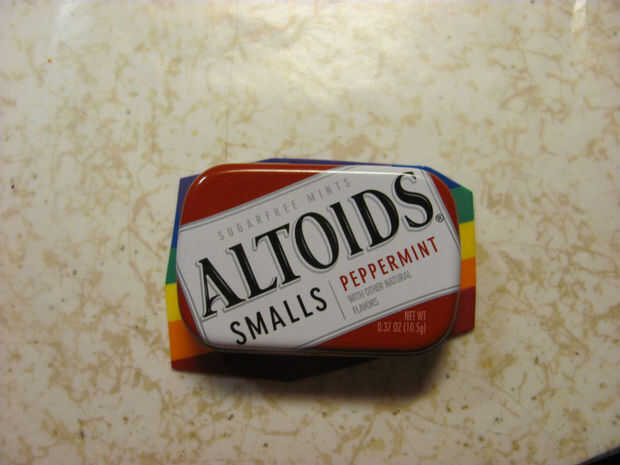 SUGARFREE MINTS
ALTOIDS®
SMALLS
PEPPERMINT
WITH OTHER NATURAL
FLAVORS
NET WT
0.37 OZ (10.5g)